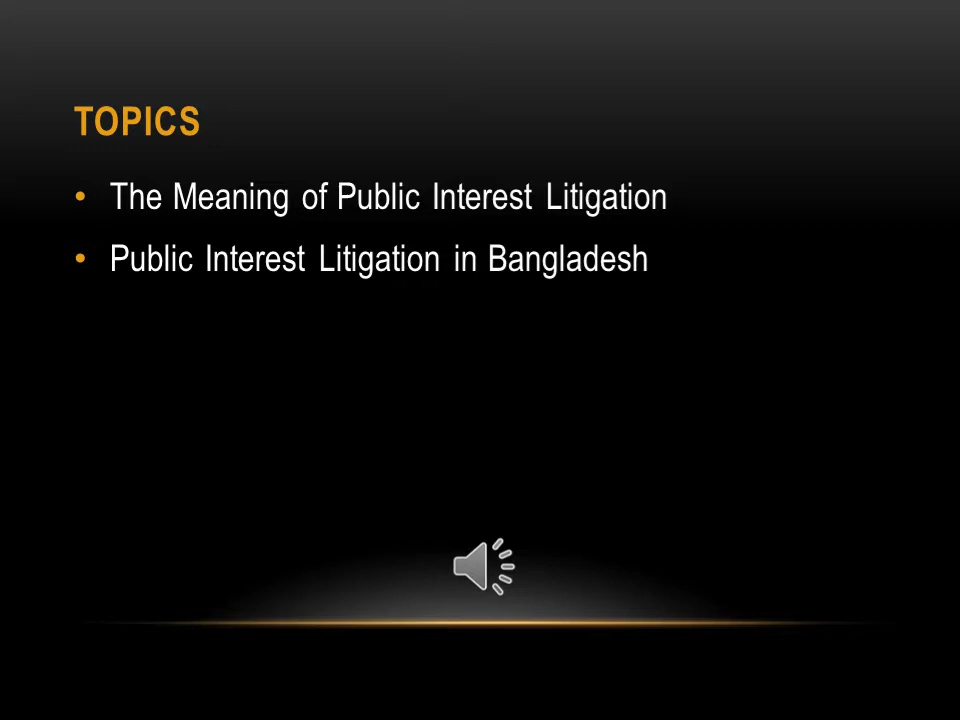 TOPICS
• The Meaning of Public Interest Litigation
• Public Interest Litigation in Bangladesh